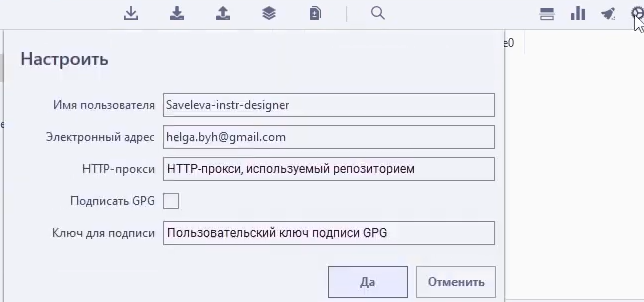 e0
Настроить
Имя пользователя Saveleva-instr-designer
Электронный адрес helga.byh@gmail.com
HTTP-прокси HTTP-прокси, используемый репозиторием
Подписать GPG
Ключ для подписи Пользовательский ключ подписи GPG
Да Отменить